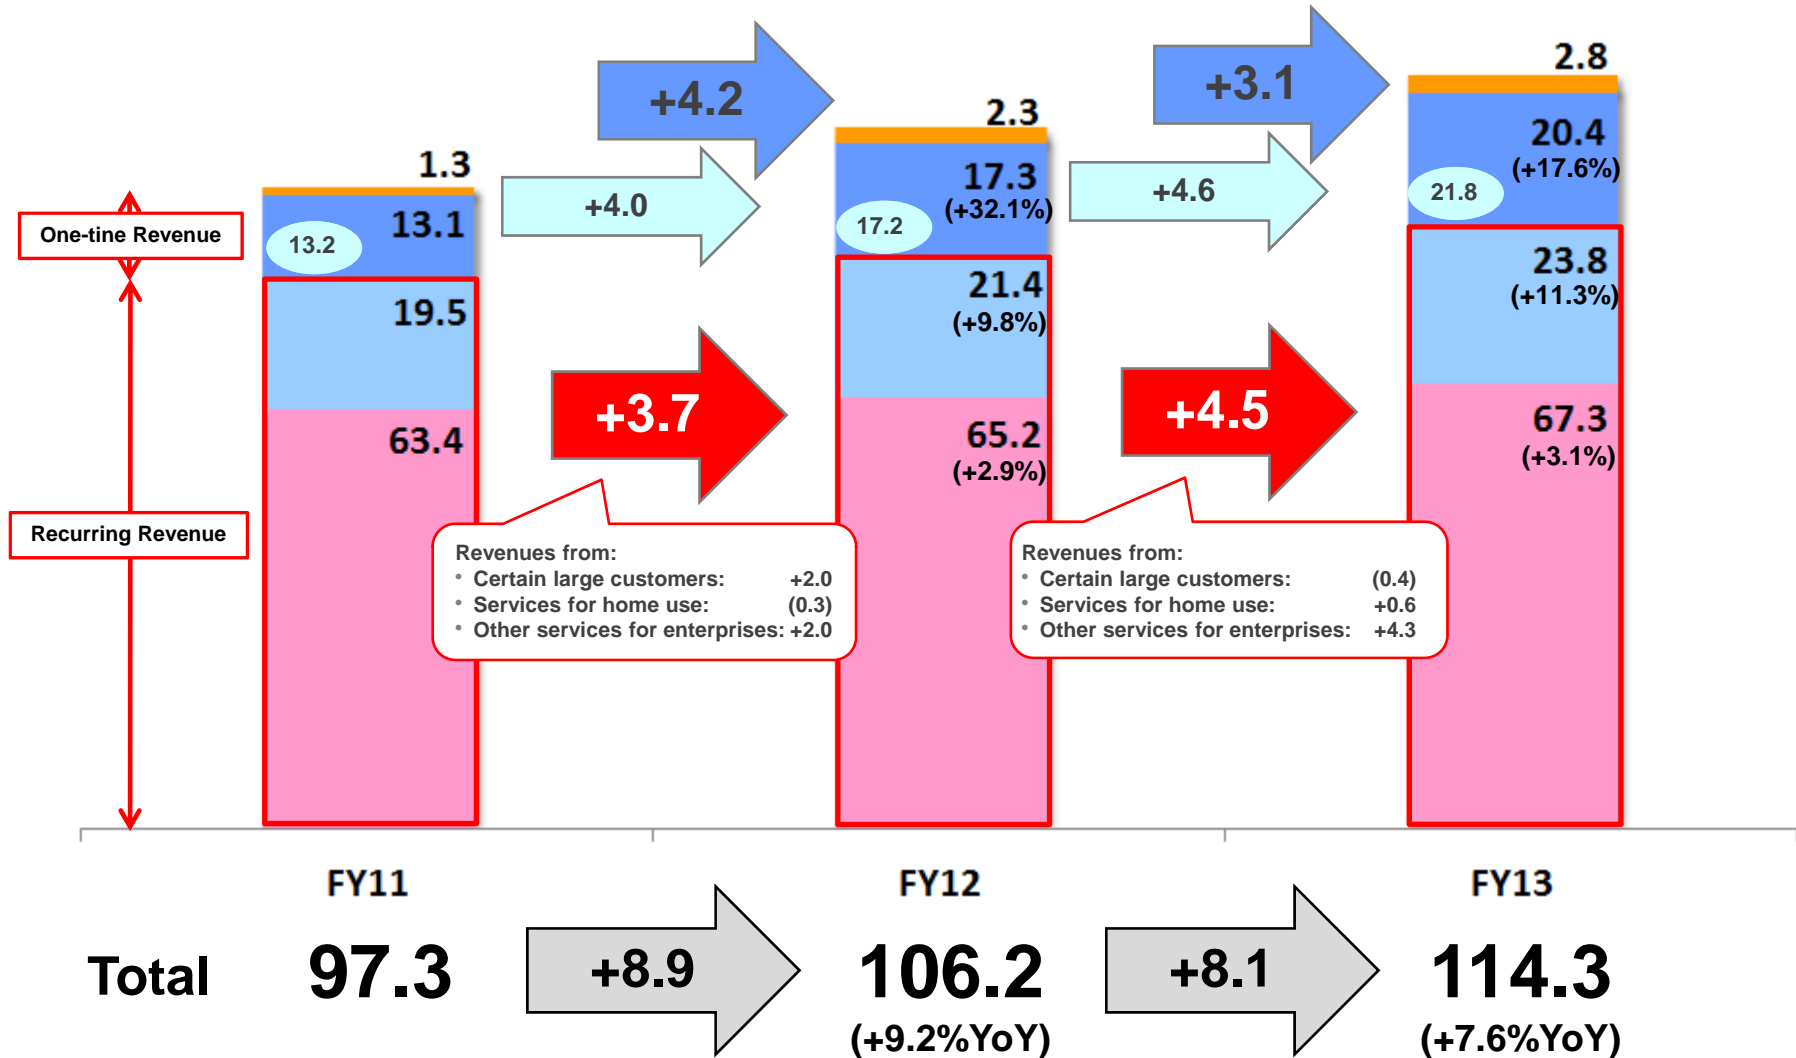 2.8
+4.2
+3.1
2.3
20.4
(+17.6%)
1.3
17.3
(+32.1%)
+4.0
+4.6
21.8
One-tine Revenue
13.1
13.2
17.2
23.8
(+11.3%)
21.4
(+9.8%)
19.5
+3.7
+4.5
67.3
(+3.1%)
63.4
65.2
(+2.9%)
Recurring Revenue
Revenues from:
• Certain large customers: +2.0
• Services for home use: (0.3)
• Other services for enterprises: +2.0
Revenues from:
• Certain large customers: (0.4)
• Services for home use: +0.6
• Other services for enterprises: +4.3
FY11
FY12
FY13
Total 97.3 +8.9 106.2 +8.1 114.3
(+9.2%YoY) (+7.6%YoY)